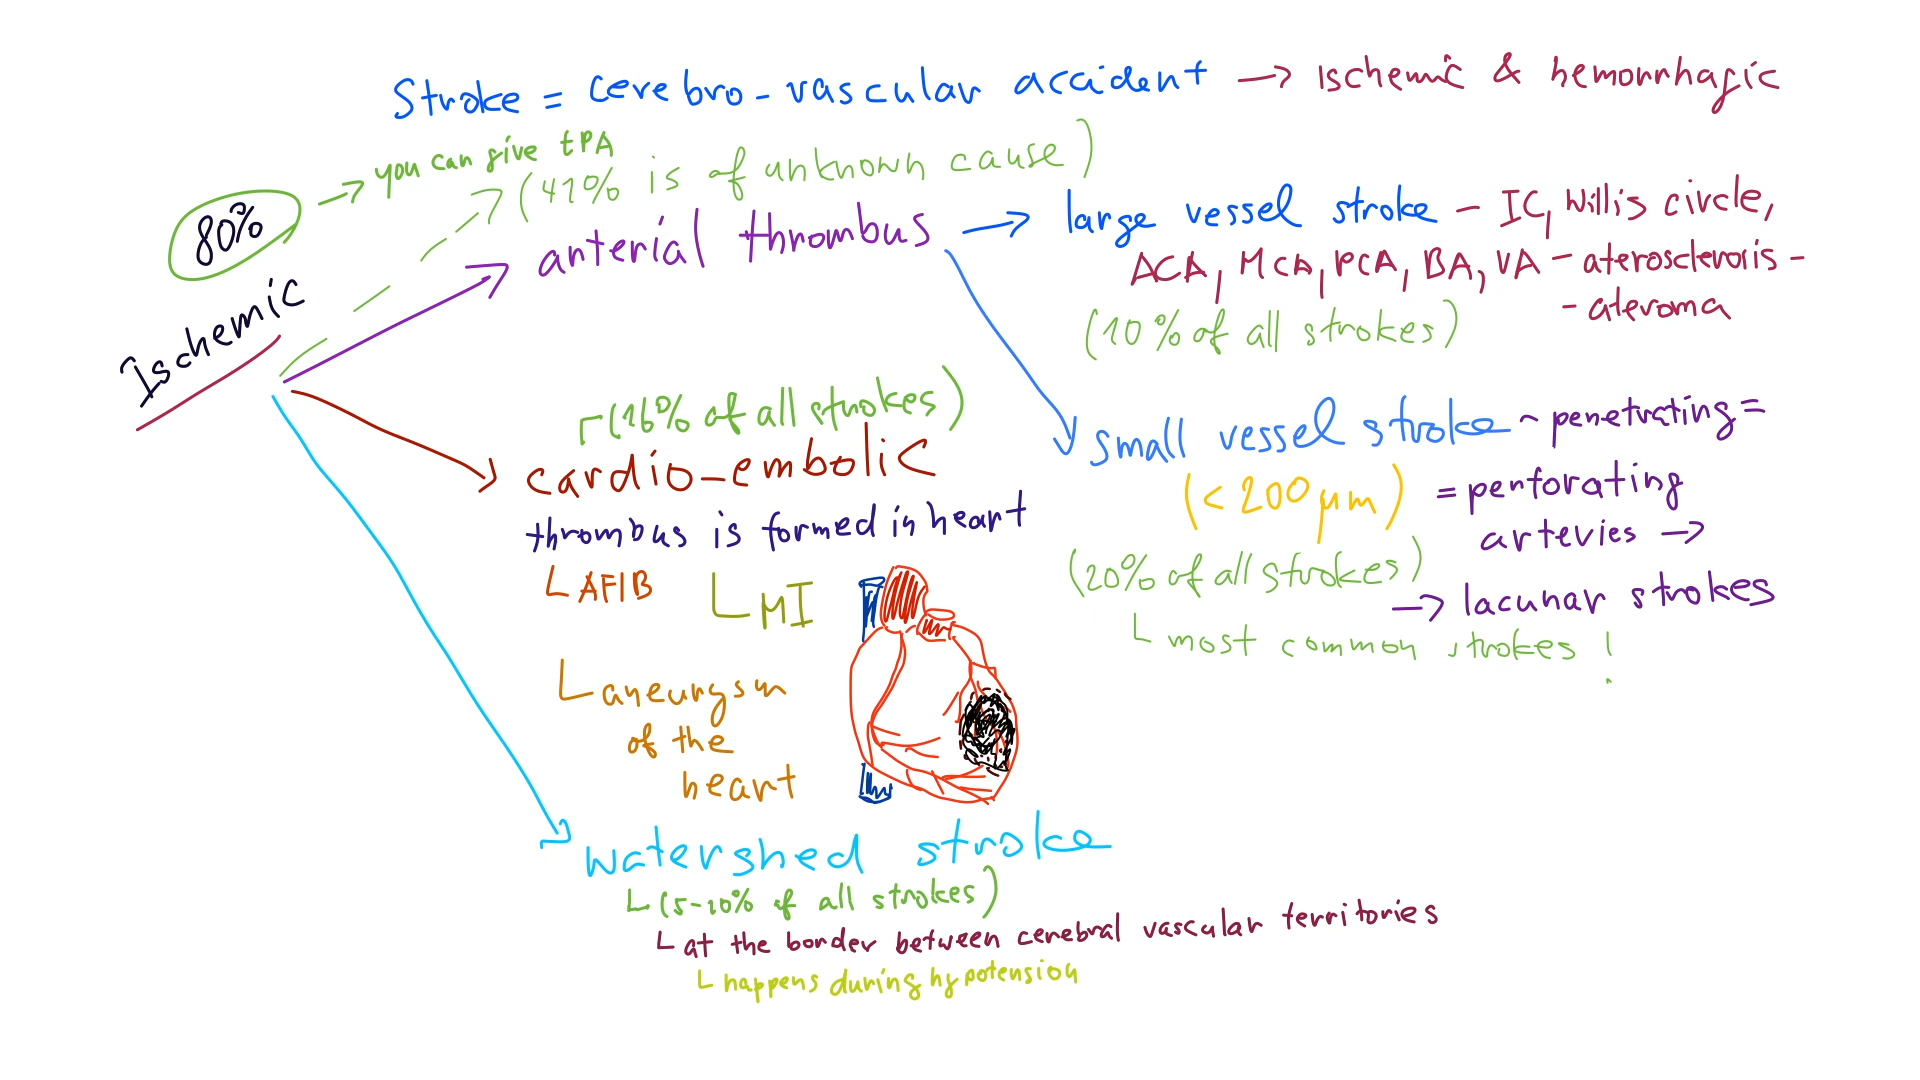 Stroke = cerebro-vascular accident → Ischemic & hemorrhagic
80% → you can give tPA
Ischemic
(41% is of unknown cause)
arterial thrombus → large vessel stroke - IC, Willis circle,
ACA, MCA, PCA, BA, VA - aterosclerosis -
- ateroma
(10% of all strokes)
small vessel stroke ~ penetrating =
(< 200 µm) = perforating
arteries →
→ lacunar strokes
(20% of all strokes)
most common strokes !
(16% of all strokes)
cardio-embolic
thrombus is formed in heart
AFIB
MI
aneurysm
of the
heart
watershed stroke
(5-10% of all strokes)
at the border between cerebral vascular territories
happens during hypotension